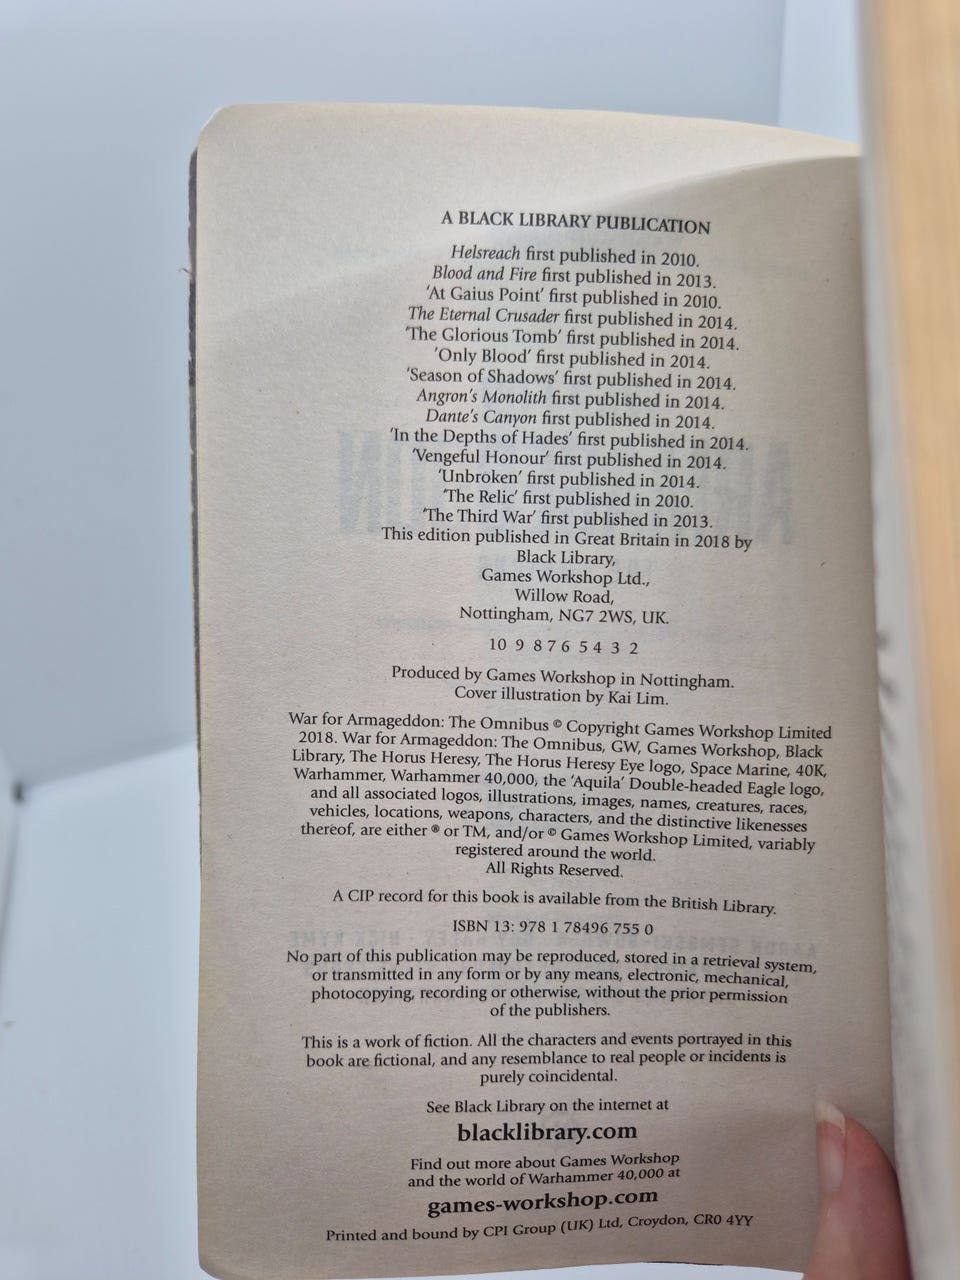 A BLACK LIBRARY PUBLICATION
Helsreach first published in 2010.
Blood and Fire first published in 2013.
'At Gaius Point' first published in 2010.
The Eternal Crusader first published in 2014.
'The Glorious Tomb' first published in 2014.
'Only Blood' first published in 2014.
'Season of Shadows' first published in 2014.
Angron's Monolith first published in 2014.
Dante's Canyon first published in 2014.
'In the Depths of Hades' first published in 2014.
'Vengeful Honour' first published in 2014.
'Unbroken' first published in 2014.
'The Relic' first published in 2010.
'The Third War' first published in 2013.
This edition published in Great Britain in 2018 by
Black Library,
Games Workshop Ltd.,
Willow Road,
Nottingham, NG7 2WS, UK.
10 9 8 7 6 5 4 3 2
Produced by Games Workshop in Nottingham.
Cover illustration by Kai Lim.
War for Armageddon: The Omnibus © Copyright Games Workshop Limited
2018. War for Armageddon: The Omnibus, GW, Games Workshop, Black
Library, The Horus Heresy, The Horus Heresy Eye logo, Space Marine, 40K,
Warhammer, Warhammer 40,000, the 'Aquila' Double-headed Eagle logo,
and all associated logos, illustrations, images, names, creatures, races,
vehicles, locations, weapons, characters, and the distinctive likenesses
thereof, are either ® or TM, and/or © Games Workshop Limited, variably
registered around the world.
All Rights Reserved.
A CIP record for this book is available from the British Library.
ISBN 13: 978 1 78496 755 0
No part of this publication may be reproduced, stored in a retrieval system,
or transmitted in any form or by any means, electronic, mechanical,
photocopying, recording or otherwise, without the prior permission
of the publishers.
This is a work of fiction. All the characters and events portrayed in this
book are fictional, and any resemblance to real people or incidents is
purely coincidental.
See Black Library on the internet at
blacklibrary.com
Find out more about Games Workshop
and the world of Warhammer 40,000 at
games-workshop.com
Printed and bound by CPI Group (UK) Ltd, Croydon, CR0 4YY